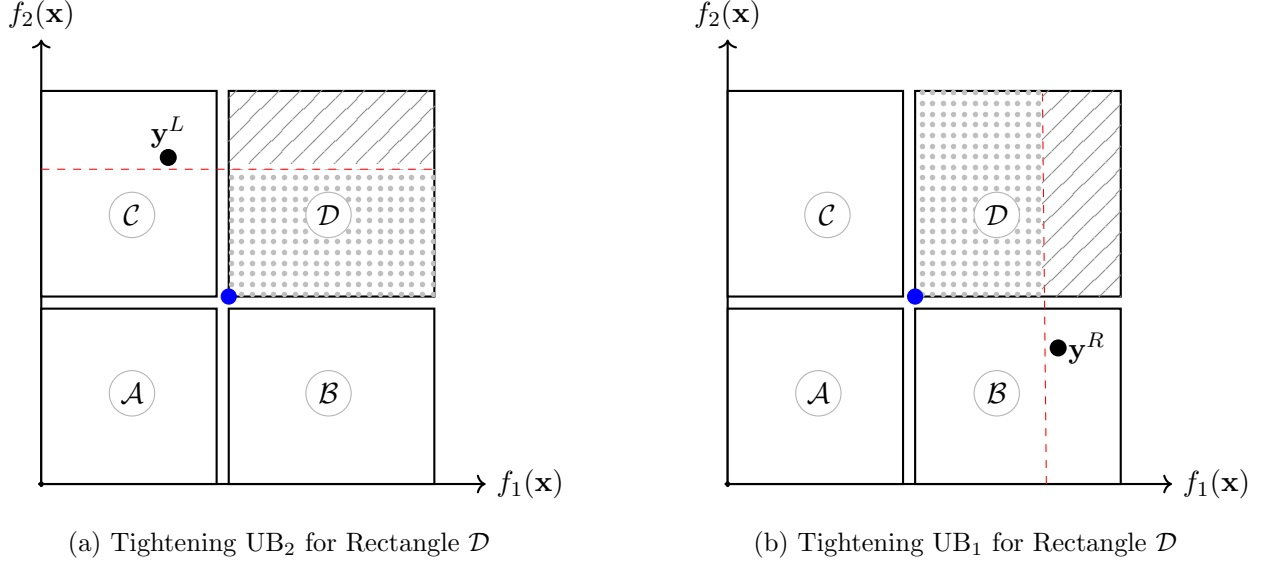 f₂(𝐱)
𝐲ᴸ
𝒞
𝒟
𝒜
ℬ
f₁(𝐱)
(a) Tightening UB₂ for Rectangle 𝒟
f₂(𝐱)
𝒞
𝒟
𝐲ᴿ
𝒜
ℬ
f₁(𝐱)
(b) Tightening UB₁ for Rectangle 𝒟